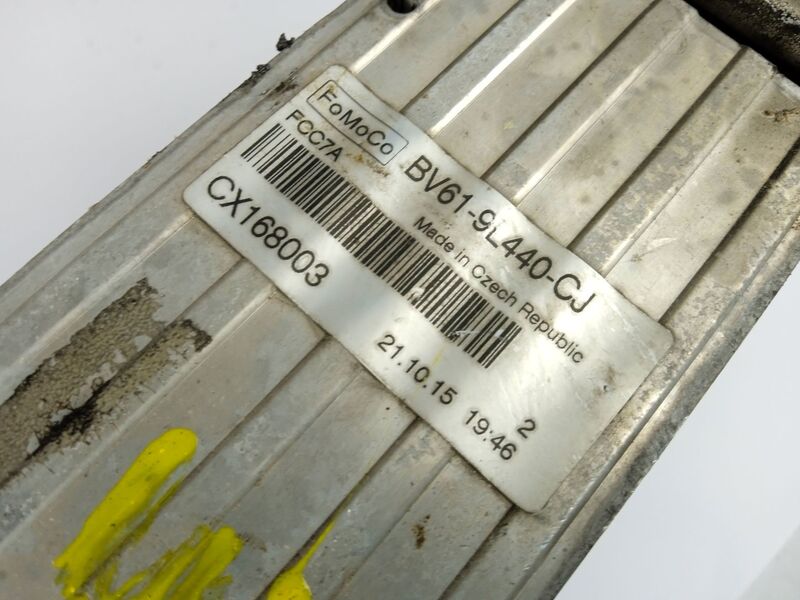 FoMoCo BV61-9L440-CJ
FCC7A Made in Czech Republic
CX168003
21.10.15 19:46 2